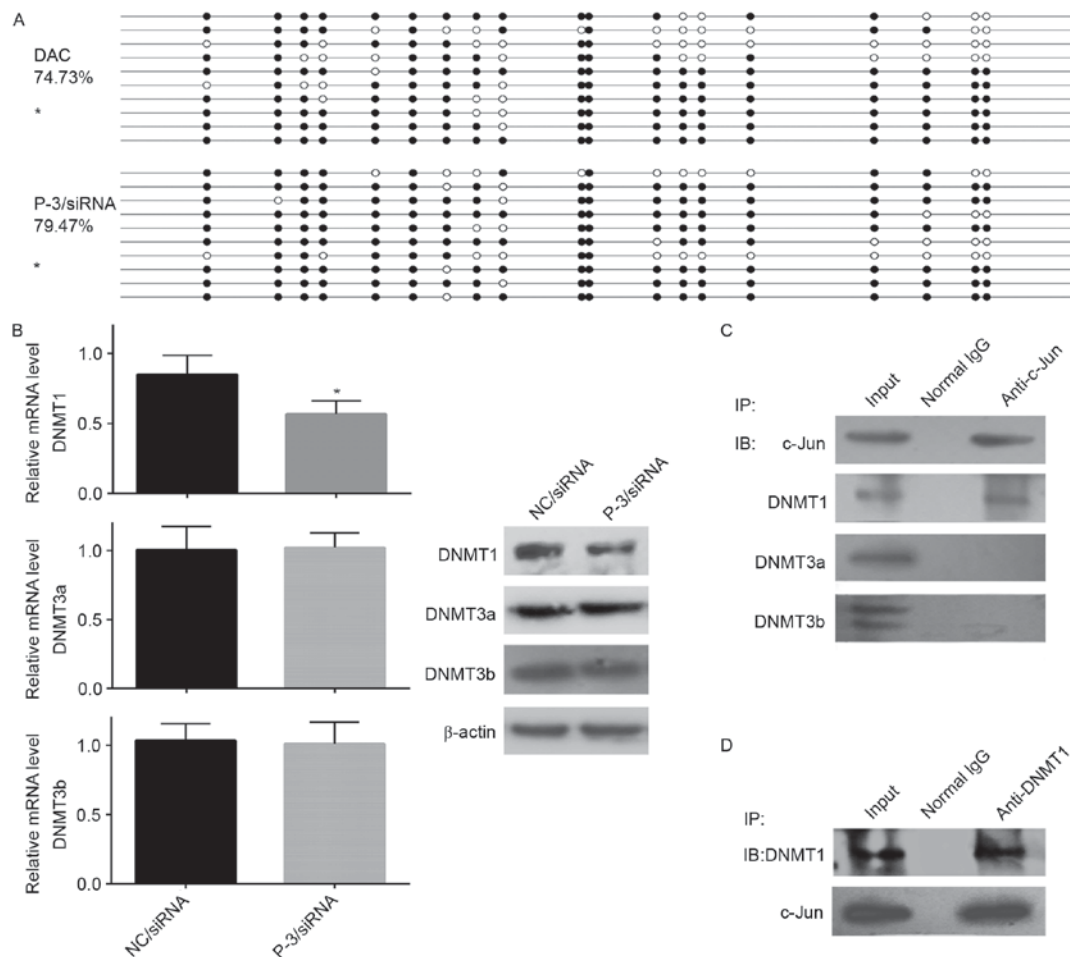 A
DAC
74.73%
*
P-3/siRNA
79.47%
*
B
Relative mRNA level
DNMT1
1.0
0.5
0.0
*
Relative mRNA level
DNMT3a
1.0
0.5
0.0
Relative mRNA level
DNMT3b
1.0
0.5
0.0
NC/siRNA
P-3/siRNA
NC/siRNA
P-3/siRNA
DNMT1
DNMT3a
DNMT3b
β-actin
C
Input
Normal IgG
Anti-c-Jun
IP:
IB: c-Jun
DNMT1
DNMT3a
DNMT3b
D
Input
Normal IgG
Anti-DNMT1
IP:
IB:DNMT1
c-Jun